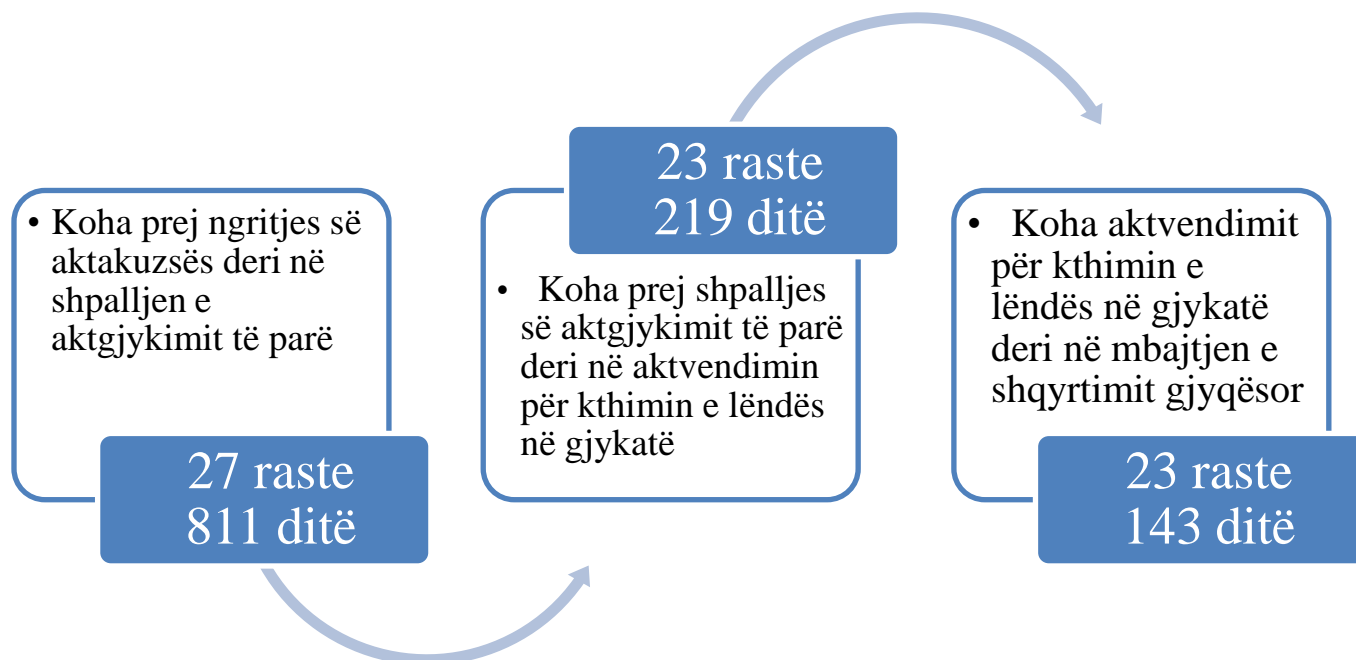 • Koha prej ngritjes së
aktakuzsës deri në
shpalljen e
aktgjykimit të parë
27 raste
811 ditë
23 raste
219 ditë
• Koha prej shpalljes
së aktgjykimit të parë
deri në aktvendimin
për kthimin e lëndës
në gjykatë
• Koha aktvendimit
për kthimin e
lëndës në gjykatë
deri në mbajtjen e
shqyrtimit gjyqësor
23 raste
143 ditë